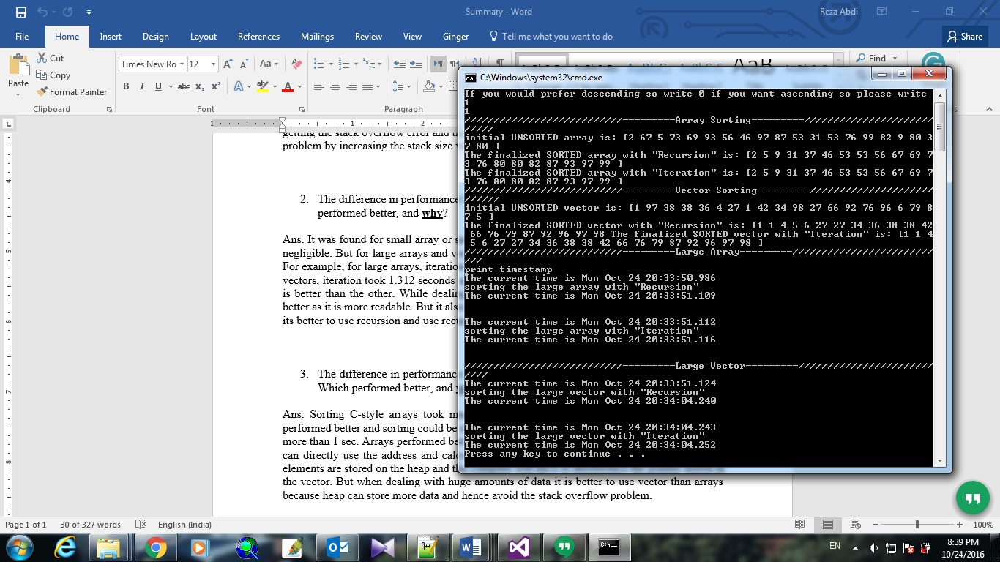 Summary - Word
Reza Abdi
File Home Insert Design Layout References Mailings Review View Ginger Tell me what you want to do Share
Paste
Cut
Copy
Format Painter
Times New Ro 12
Find
Clipboard Font Paragraph
getting the stack overflow error and
problem by increasing the stack size
2. The difference in performance
performed better, and why?
Ans. It was found for small array or
negligible. But for large arrays and
For example, for large arrays, iteration
vectors, iteration took 1.312 seconds
is better than the other. While
better as it is more readable. But it
its better to use recursion and use
3. The difference in performance
Which performed better, and
Ans. Sorting C-style arrays took
performed better and sorting could be
more than 1 sec. Arrays performed
can directly use the address and
elements are stored on the heap and
the vector. But when dealing with huge amounts of data it is better to use vector than arrays
because heap can store more data and hence avoid the stack overflow problem.
C:\Windows\system32\cmd.exe
If you would prefer descending so write 0 if you want ascending so please write
1
1
///////////////////////////---------Array Sorting---------//////////////////////
/////
initial UNSORTED array is: [2 67 5 73 69 93 56 46 97 87 53 31 53 76 99 82 9 80 3
7 80 ]
The finalized SORTED array with "Recursion" is: [2 5 9 31 37 46 53 53 56 67 69 7
3 76 80 80 82 87 93 97 99 ]
The finalized SORTED array with "Iteration" is: [2 5 9 31 37 46 53 53 56 67 69 7
3 76 80 80 82 87 93 97 99 ]
///////////////////////////---------Vector Sorting---------/////////////////////
//////
initial UNSORTED vector is: [1 97 38 38 36 4 27 1 42 34 98 27 66 92 76 96 6 79 8
7 5 ]
The finalized SORTED vector with "Recursion" is: [1 1 4 5 6 27 27 34 36 38 38 42
66 76 79 87 92 96 97 98 The finalized SORTED vector with "Iteration" is: [1 1 4
5 6 27 27 34 36 38 38 42 66 76 79 87 92 96 97 98 ]
///////////////////////////---------Large Array---------////////////////////////
///
print timestamp
The current time is Mon Oct 24 20:33:50.986
sorting the large array with "Recursion"
The current time is Mon Oct 24 20:33:51.109
The current time is Mon Oct 24 20:33:51.112
sorting the large array with "Iteration"
The current time is Mon Oct 24 20:33:51.116
///////////////////////////---------Large Vector---------///////////////////////
////
The current time is Mon Oct 24 20:33:51.124
sorting the large vector with "Recursion"
The current time is Mon Oct 24 20:34:04.240
The current time is Mon Oct 24 20:34:04.243
sorting the large vector with "Iteration"
The current time is Mon Oct 24 20:34:04.252
Press any key to continue . . .
Page 1 of 1 30 of 327 words English (India) 100%
EN 8:39 PM
10/24/2016